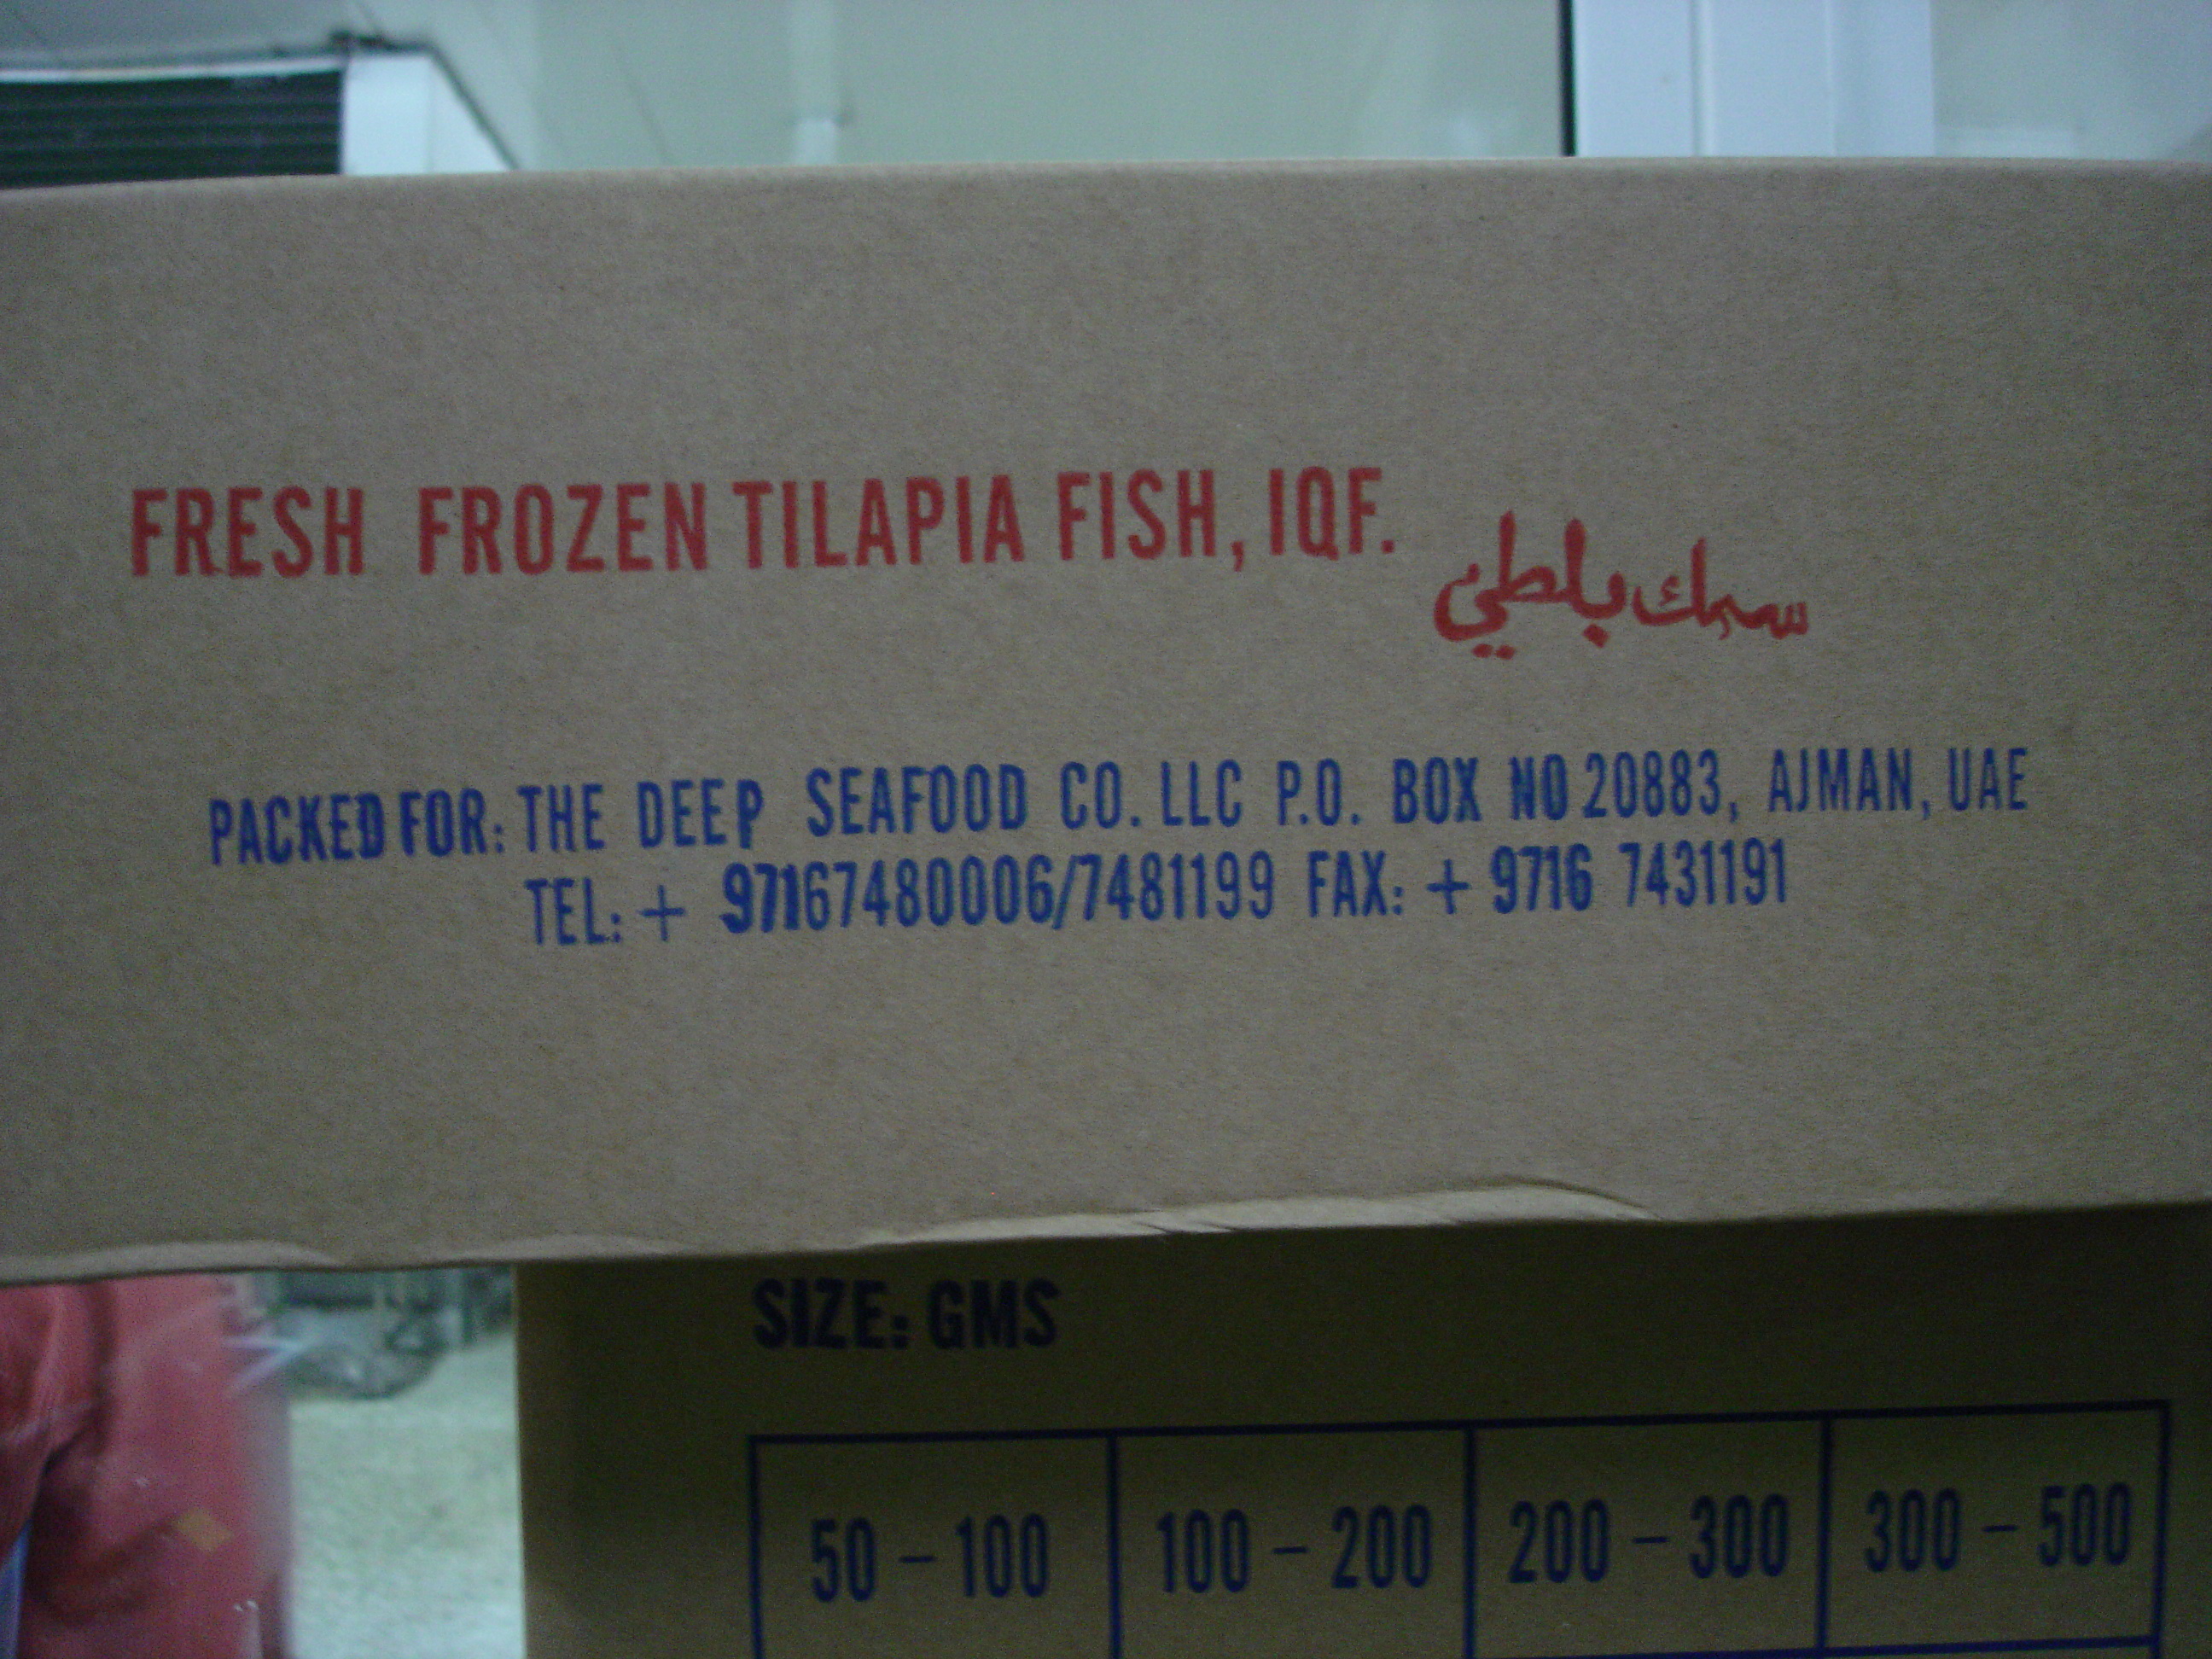 FRESH FROZEN TILAPIA FISH, IQF.
سمك بلطي
PACKED FOR: THE DEEP SEAFOOD CO. LLC P.O. BOX NO 20883, AJMAN, UAE
TEL: + 97167480006/7481199 FAX: + 9716 7431191
SIZE: GMS
50 – 100 100 – 200 200 – 300 300 – 500